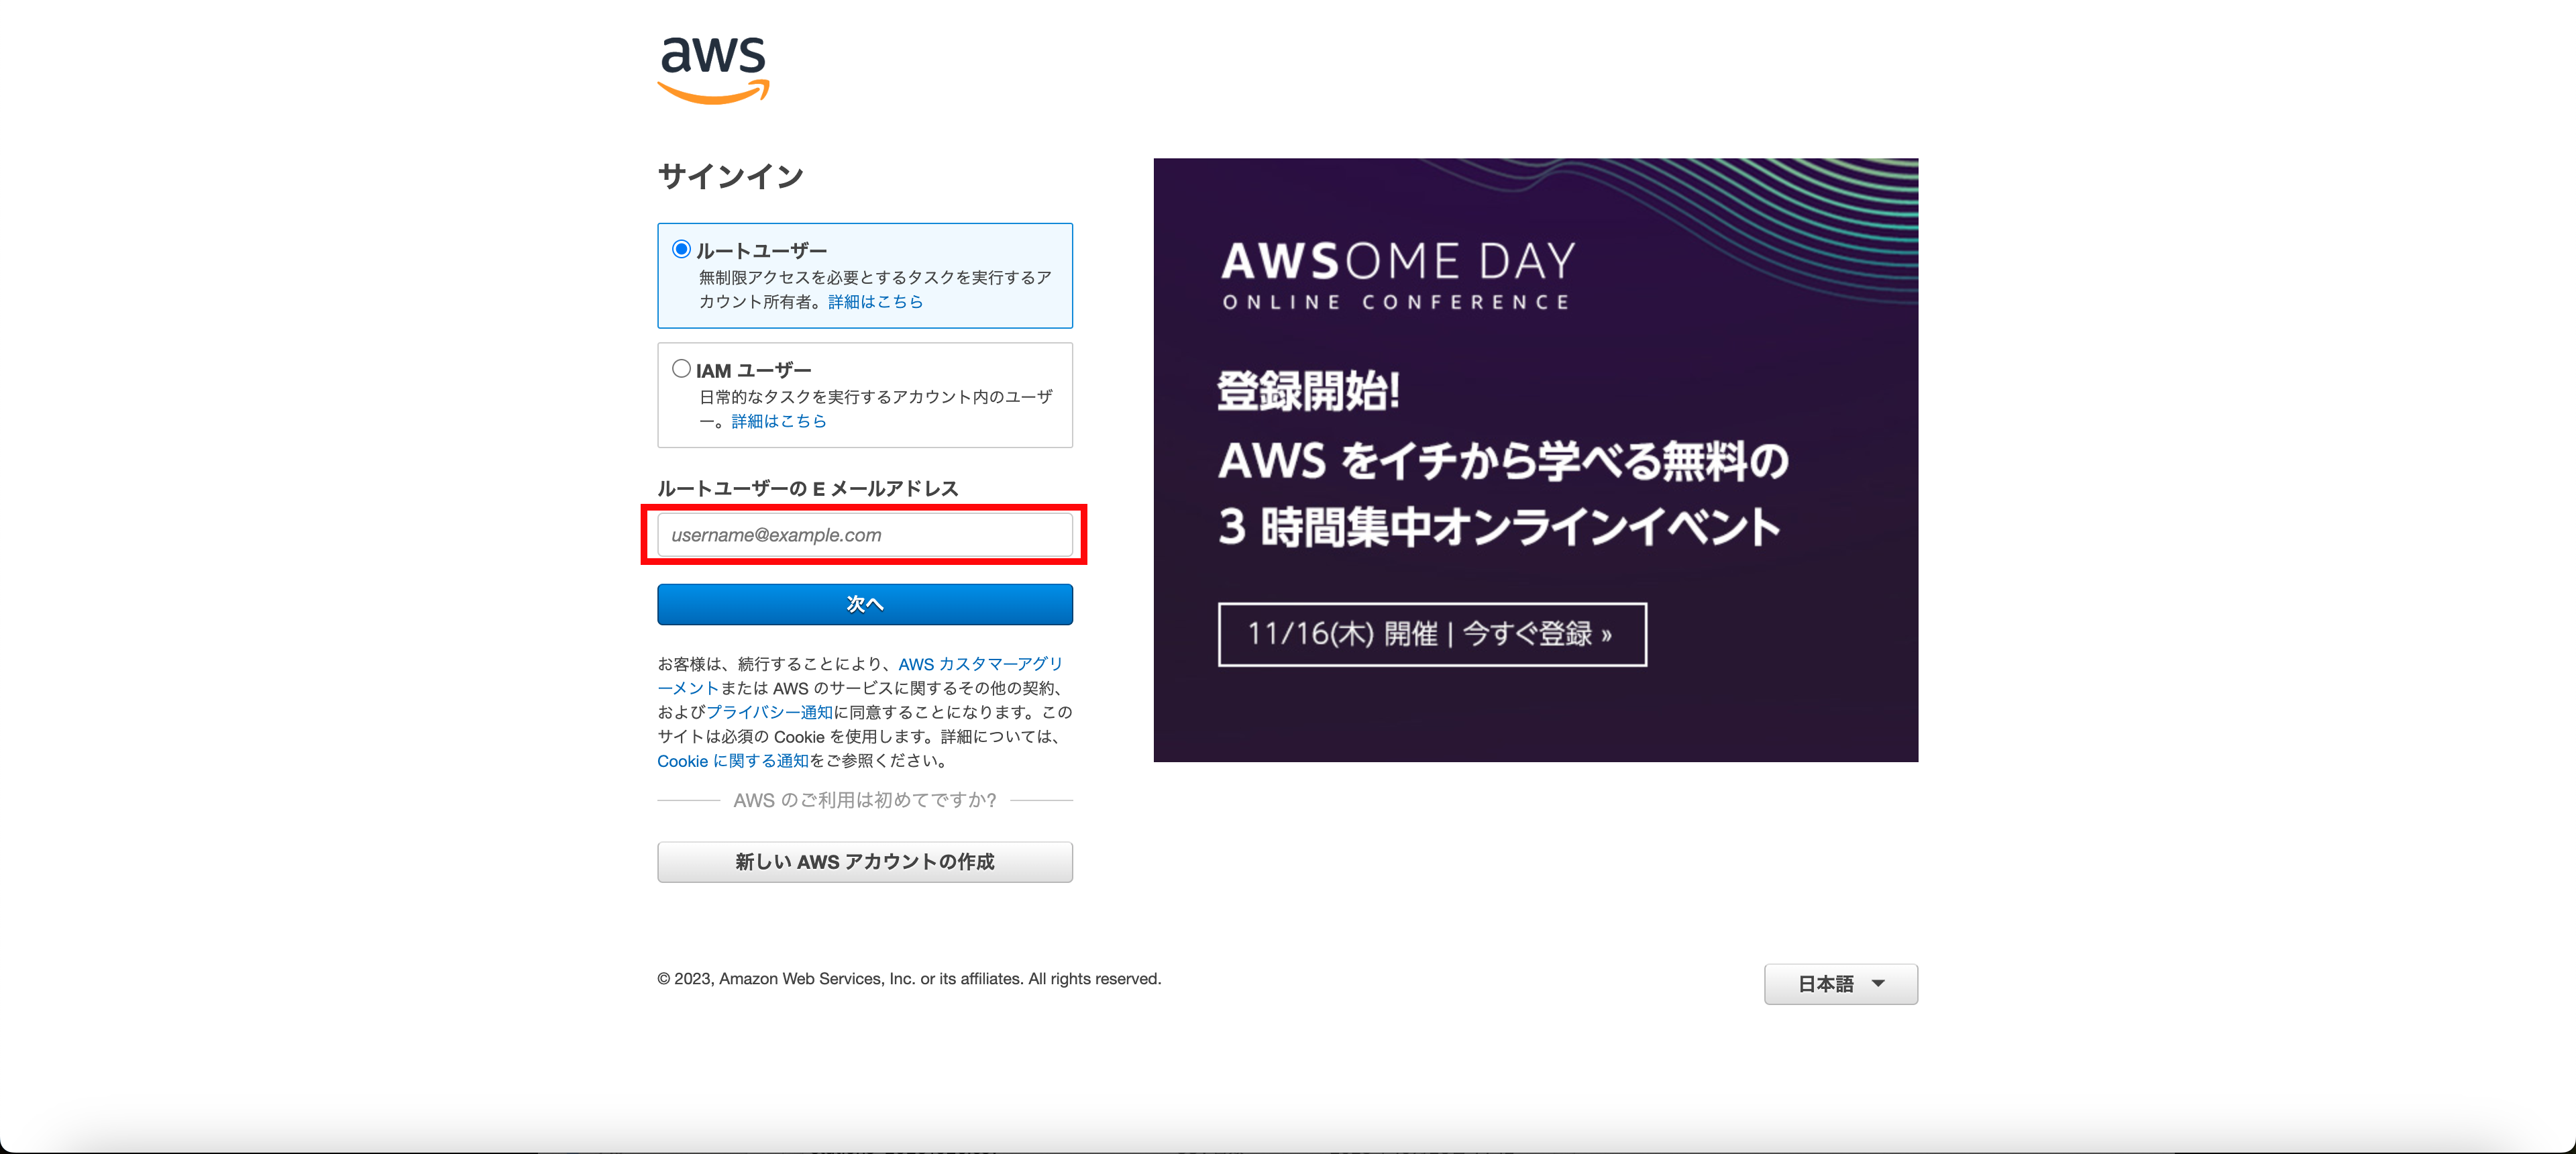 aws
サインイン
ルートユーザー
無制限アクセスを必要とするタスクを実行するア
カウント所有者。詳細はこちら
IAM ユーザー
日常的なタスクを実行するアカウント内のユーザ
ー。詳細はこちら
ルートユーザーの E メールアドレス
username@example.com
次へ
お客様は、続行することにより、AWS カスタマーアグリ
ーメントまたは AWS のサービスに関するその他の契約、
およびプライバシー通知に同意することになります。この
サイトは必須の Cookie を使用します。詳細については、
Cookie に関する通知をご参照ください。
AWS のご利用は初めてですか?
新しい AWS アカウントの作成
AWSOME DAY
ONLINE CONFERENCE
登録開始!
AWS をイチから学べる無料の
3 時間集中オンラインイベント
11/16(木) 開催 | 今すぐ登録 »
© 2023, Amazon Web Services, Inc. or its affiliates. All rights reserved.
日本語